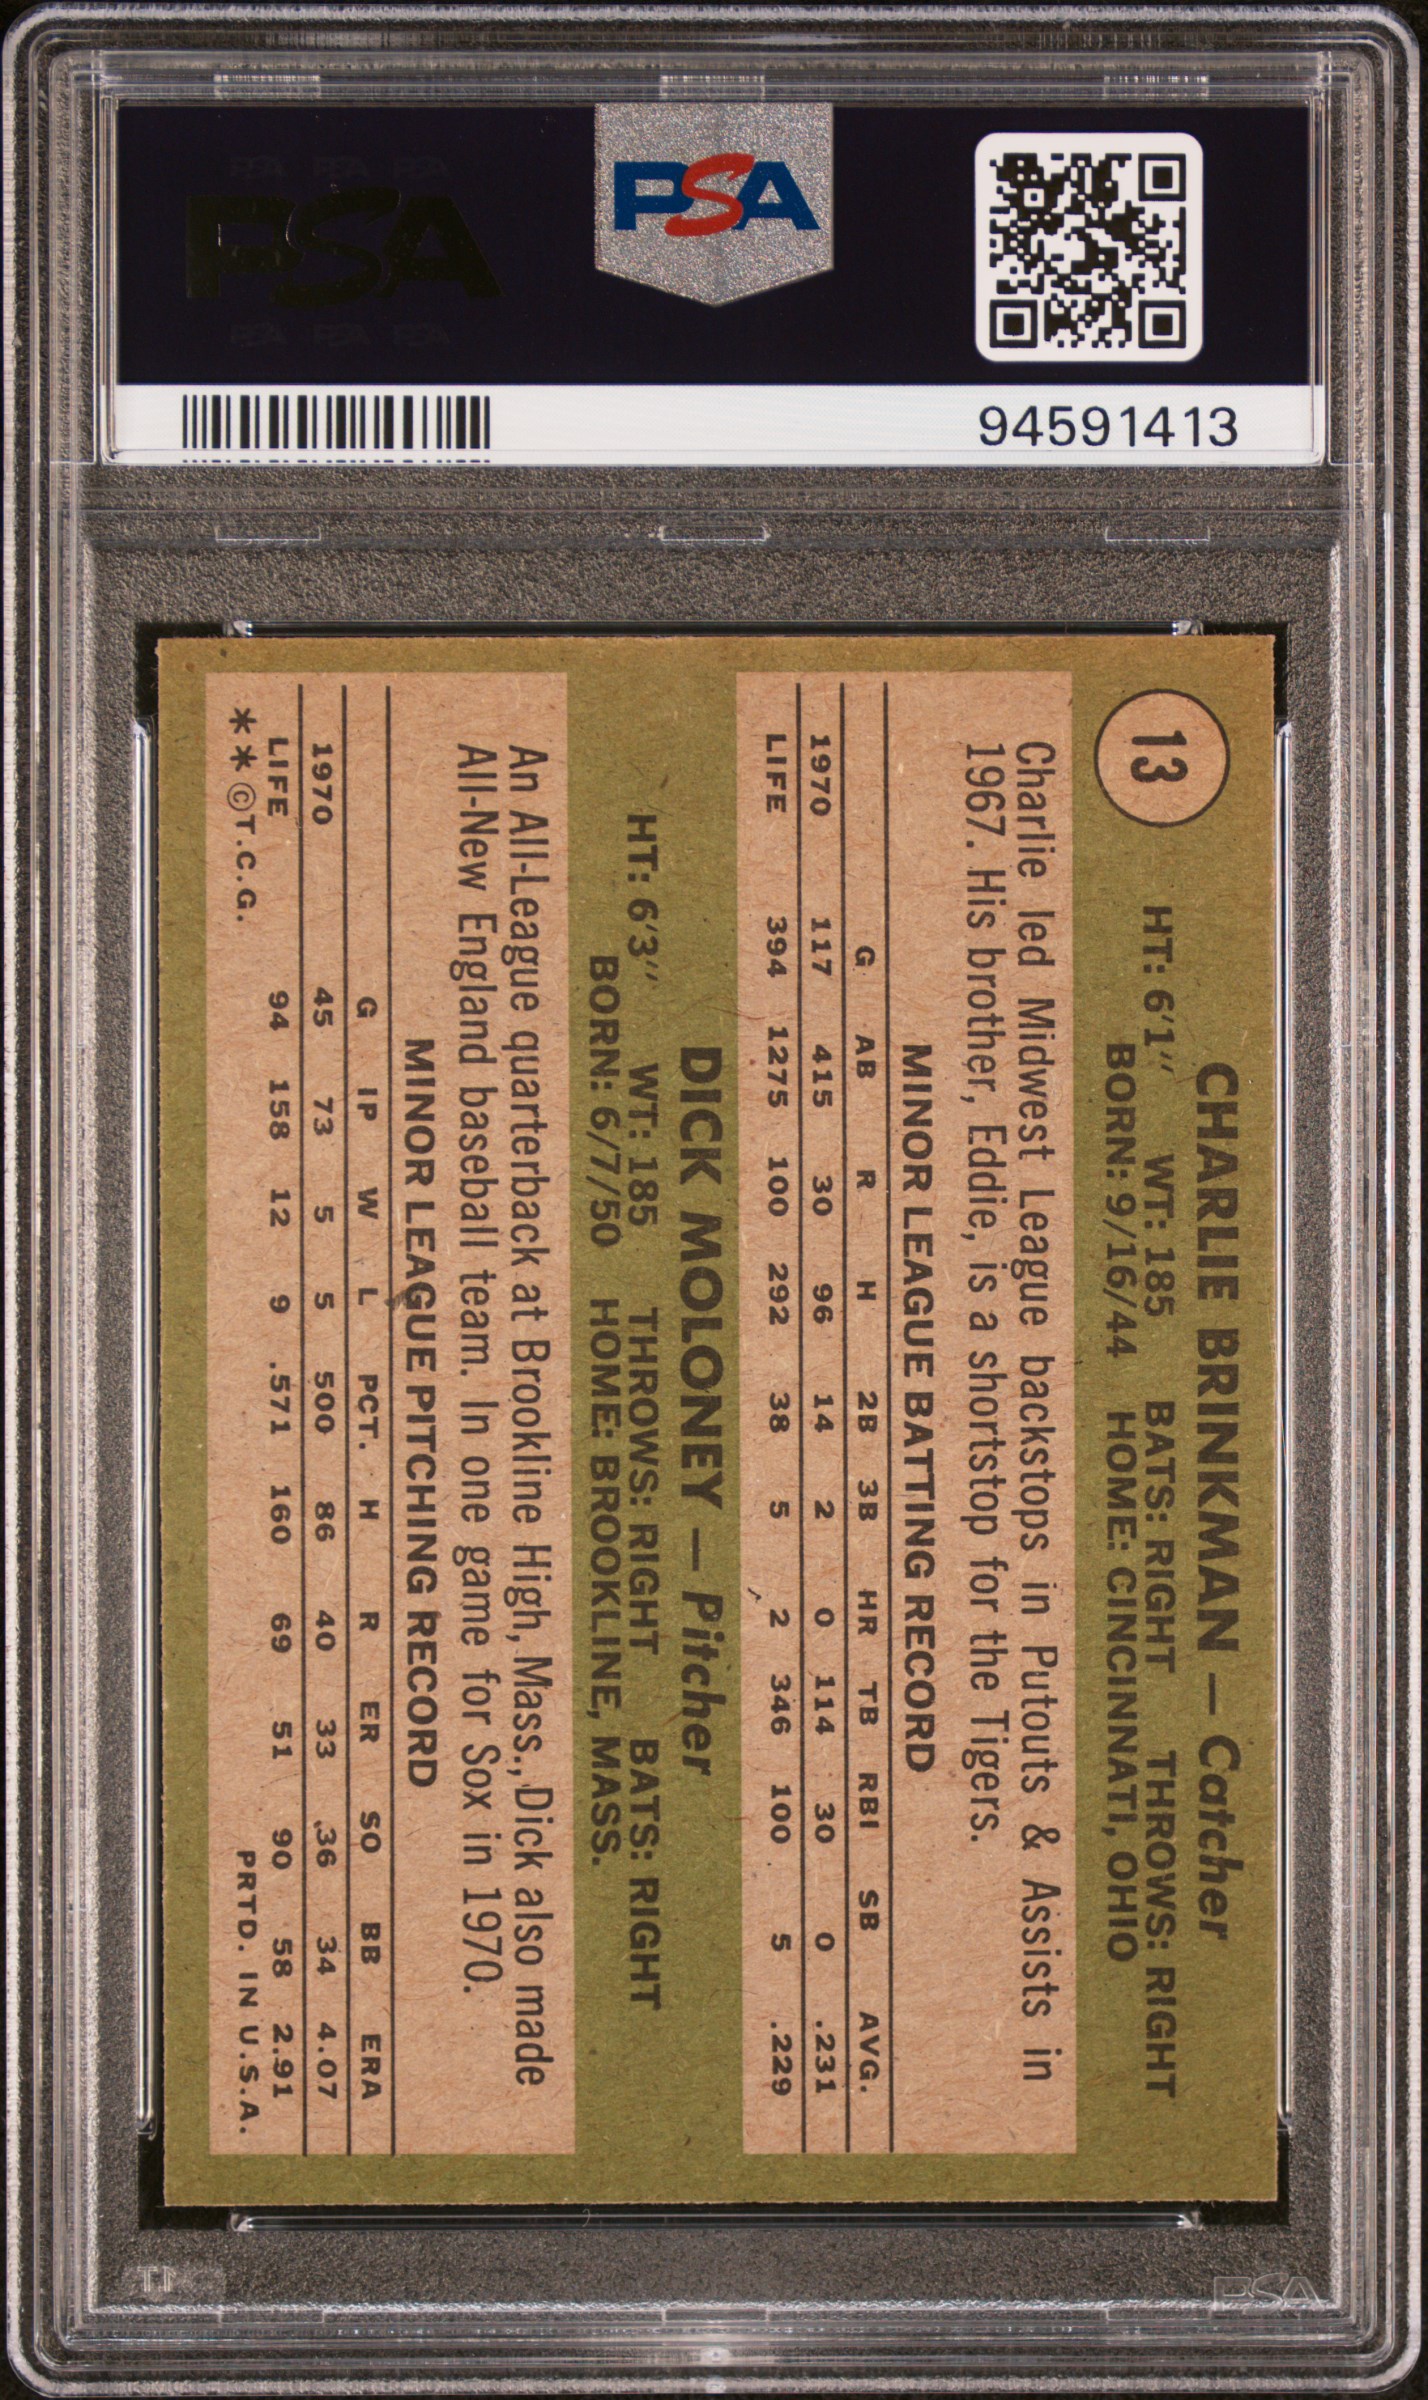 PSA
PSA PSA PSA
PSA
PSA PSA PSA
94591413
13
CHARLIE BRINKMAN — Catcher
HT: 6'1" WT: 185 BATS: RIGHT THROWS: RIGHT
BORN: 9/16/44 HOME: CINCINNATI, OHIO
Charlie led Midwest League backstops in Putouts & Assists in
1967. His brother, Eddie, is a shortstop for the Tigers.
MINOR LEAGUE BATTING RECORD
G AB R H 2B 3B HR TB RBI SB AVG.
1970 117 415 30 96 14 2 0 114 30 0 .231
LIFE 394 1275 100 292 38 5 2 346 100 5 .229
DICK MOLONEY — Pitcher
HT: 6'3" WT: 185 THROWS: RIGHT BATS: RIGHT
BORN: 6/7/50 HOME: BROOKLINE, MASS.
An All-League quarterback at Brookline High, Mass., Dick also made
All-New England baseball team. In one game for Sox in 1970.
MINOR LEAGUE PITCHING RECORD
G IP W L PCT. H R ER SO BB ERA
1970 45 73 5 5 500 86 40 33 36 34 4.07
LIFE 94 158 12 9 .571 160 69 51 90 58 2.91
**©T.C.G. PRTD. IN U.S.A.
PSA